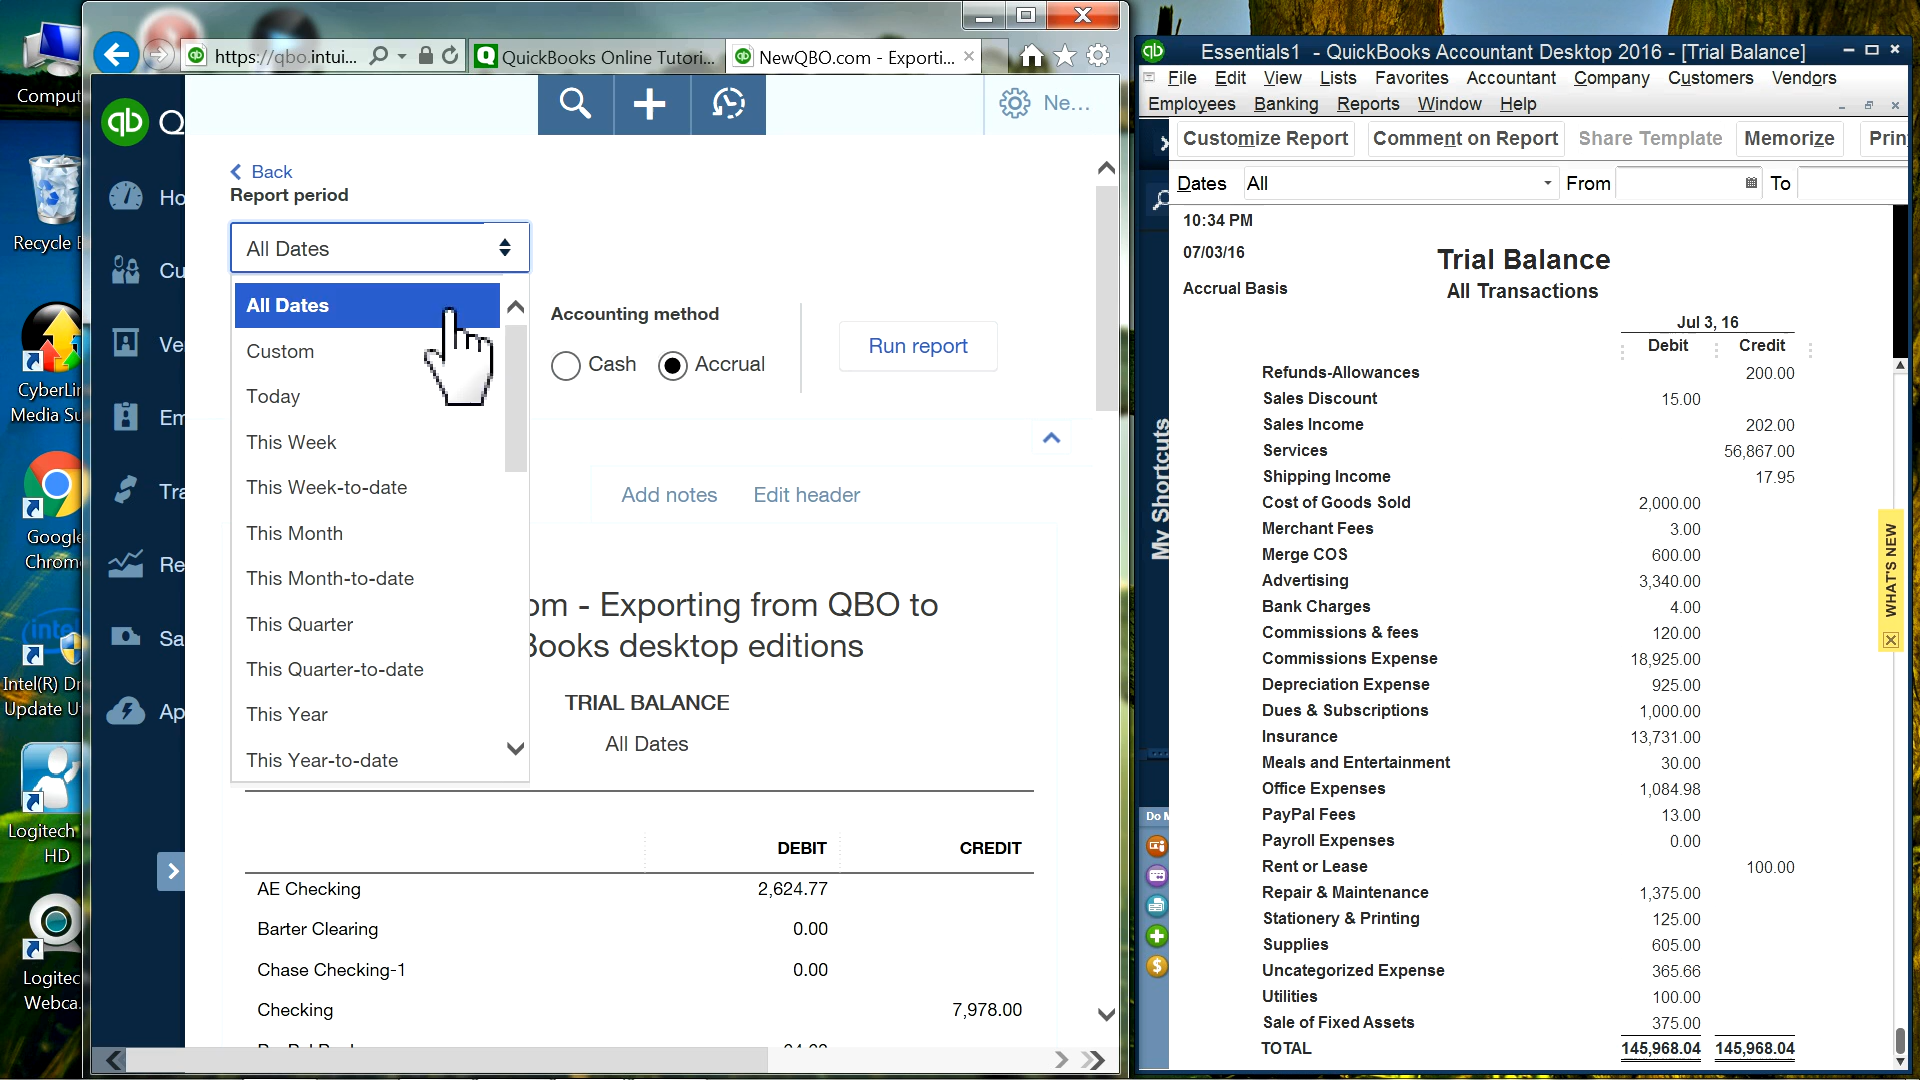 Comput
Recycle
CyberLin
Media Su
Google
Chrom
Intel(R) Dr
Update U
Logitech
HD
Logitec
Webca.
https://qbo.intui...
QuickBooks Online Tutori...
NewQBO.com - Exporti...
qb
Ne...
Ho
Cu
Ve
Em
Tra
Re
Sa
Ap
Back
Report period
All Dates
All Dates
Custom
Today
This Week
This Week-to-date
This Month
This Month-to-date
This Quarter
This Quarter-to-date
This Year
This Year-to-date
Accounting method
Cash
Accrual
Run report
Add notes
Edit header
om - Exporting from QBO to
Books desktop editions
TRIAL BALANCE
All Dates
DEBIT CREDIT
AE Checking 2,624.77
Barter Clearing 0.00
Chase Checking-1 0.00
Checking 7,978.00
Essentials1 - QuickBooks Accountant Desktop 2016 - [Trial Balance]
File Edit View Lists Favorites Accountant Company Customers Vendors
Employees Banking Reports Window Help
Customize Report Comment on Report Share Template Memorize Prin
Dates All From To
My Shortcuts
Do M
10:34 PM
07/03/16
Accrual Basis
Trial Balance
All Transactions
Jul 3, 16
Debit Credit
Refunds-Allowances 200.00
Sales Discount 15.00
Sales Income 202.00
Services 56,867.00
Shipping Income 17.95
Cost of Goods Sold 2,000.00
Merchant Fees 3.00
Merge COS 600.00
Advertising 3,340.00
Bank Charges 4.00
Commissions & fees 120.00
Commissions Expense 18,925.00
Depreciation Expense 925.00
Dues & Subscriptions 1,000.00
Insurance 13,731.00
Meals and Entertainment 30.00
Office Expenses 1,084.98
PayPal Fees 13.00
Payroll Expenses 0.00
Rent or Lease 100.00
Repair & Maintenance 1,375.00
Stationery & Printing 125.00
Supplies 605.00
Uncategorized Expense 365.66
Utilities 100.00
Sale of Fixed Assets 375.00
TOTAL 145,968.04 145,968.04
WHAT'S NEW